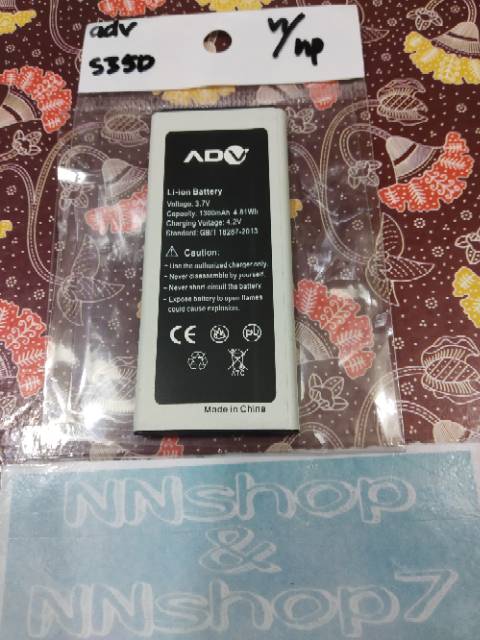 adv
S35D
ADV
Li-ion Battery
Voltage: 3.7V
Capacity: 1300mAh 4.81Wh
Charging Voltage: 4.2V
Standard: GB/T 18287-2013
Caution:
- Use the authorized charger only.
- Never disassemble by yourself.
- Never short circuit the battery.
- Expose battery to open flames
could cause explosion.
CE
ATC
Made in China
NNshop
&
NNshop7